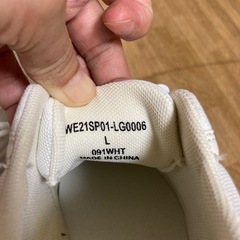 WE21SP01-LG0006
L
091WHT
MADE IN CHINA